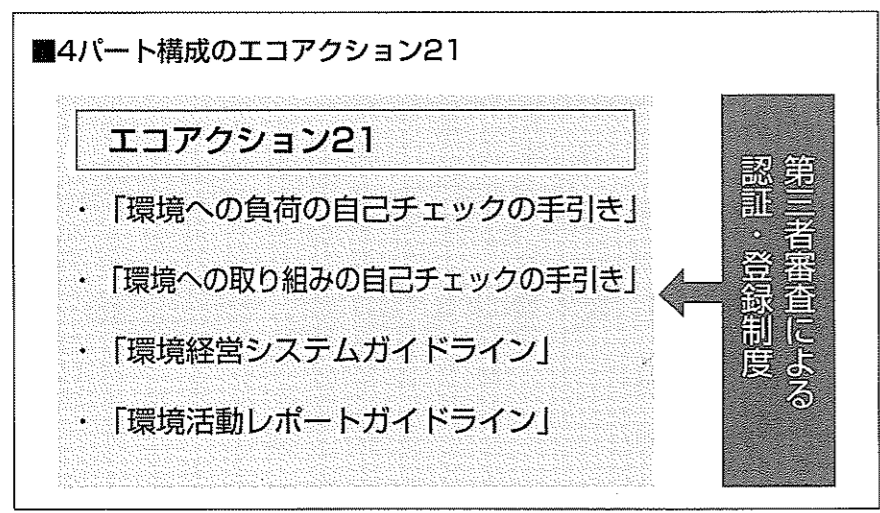 ■4パート構成のエコアクション21
エコアクション21
・「環境への負荷の自己チェックの手引き」
・「環境への取り組みの自己チェックの手引き」
・「環境経営システムガイドライン」
・「環境活動レポートガイドライン」
第三者審査による
認証・登録制度